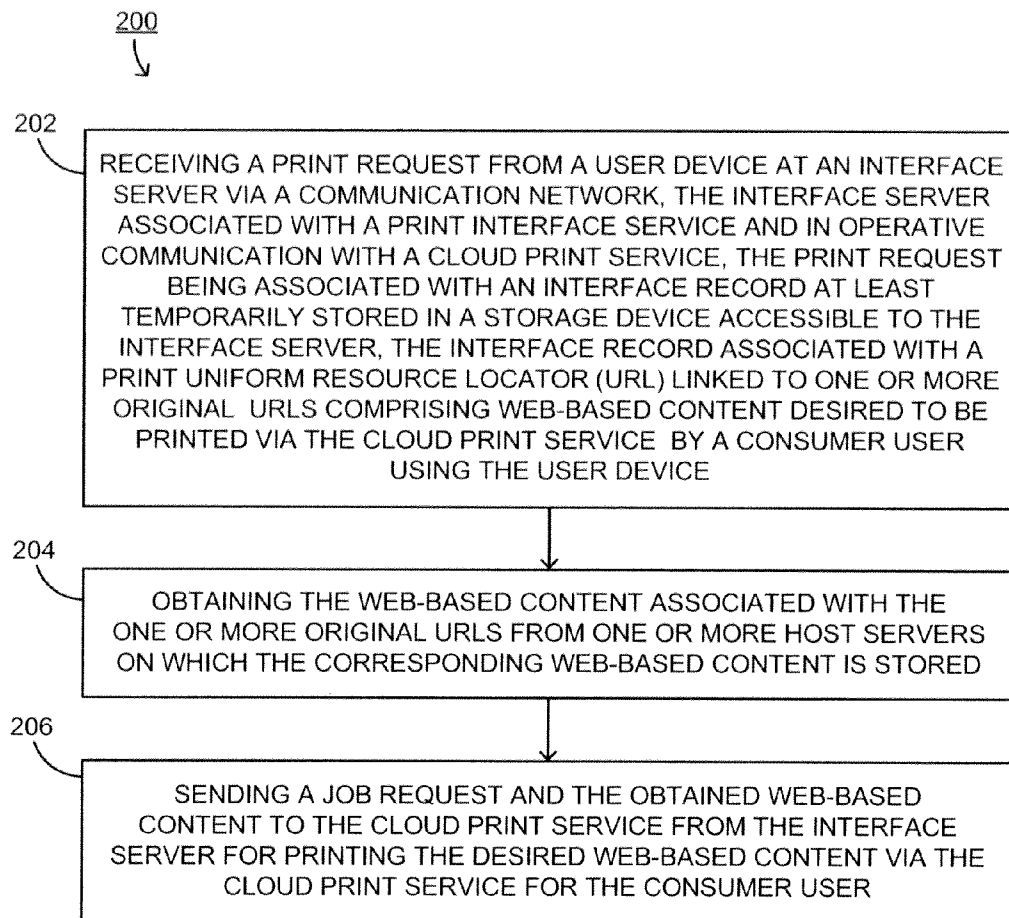 200
202
RECEIVING A PRINT REQUEST FROM A USER DEVICE AT AN INTERFACE
SERVER VIA A COMMUNICATION NETWORK, THE INTERFACE SERVER
ASSOCIATED WITH A PRINT INTERFACE SERVICE AND IN OPERATIVE
COMMUNICATION WITH A CLOUD PRINT SERVICE, THE PRINT REQUEST
BEING ASSOCIATED WITH AN INTERFACE RECORD AT LEAST
TEMPORARILY STORED IN A STORAGE DEVICE ACCESSIBLE TO THE
INTERFACE SERVER, THE INTERFACE RECORD ASSOCIATED WITH A
PRINT UNIFORM RESOURCE LOCATOR (URL) LINKED TO ONE OR MORE
ORIGINAL URLS COMPRISING WEB-BASED CONTENT DESIRED TO BE
PRINTED VIA THE CLOUD PRINT SERVICE BY A CONSUMER USER
USING THE USER DEVICE
204
OBTAINING THE WEB-BASED CONTENT ASSOCIATED WITH THE
ONE OR MORE ORIGINAL URLS FROM ONE OR MORE HOST SERVERS
ON WHICH THE CORRESPONDING WEB-BASED CONTENT IS STORED
206
SENDING A JOB REQUEST AND THE OBTAINED WEB-BASED
CONTENT TO THE CLOUD PRINT SERVICE FROM THE INTERFACE
SERVER FOR PRINTING THE DESIRED WEB-BASED CONTENT VIA THE
CLOUD PRINT SERVICE FOR THE CONSUMER USER